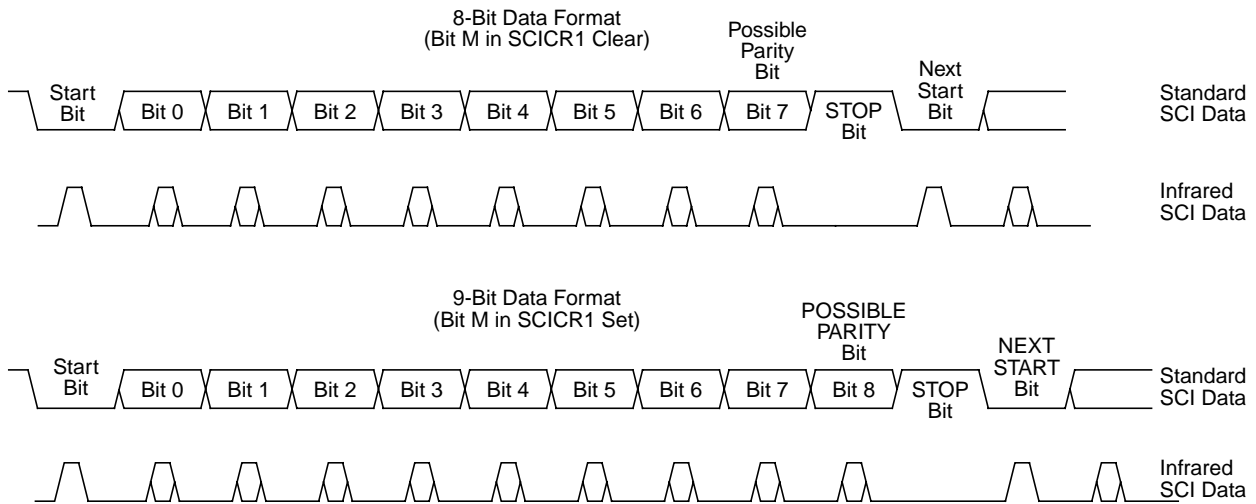 8-Bit Data Format
(Bit M in SCICR1 Clear)
Possible
Parity
Bit
Start
Bit
Bit 0
Bit 1
Bit 2
Bit 3
Bit 4
Bit 5
Bit 6
Bit 7
STOP
Bit
Next
Start
Bit
Standard
SCI Data
Infrared
SCI Data
9-Bit Data Format
(Bit M in SCICR1 Set)
POSSIBLE
PARITY
Bit
Start
Bit
Bit 0
Bit 1
Bit 2
Bit 3
Bit 4
Bit 5
Bit 6
Bit 7
Bit 8
STOP
Bit
NEXT
START
Bit
Standard
SCI Data
Infrared
SCI Data